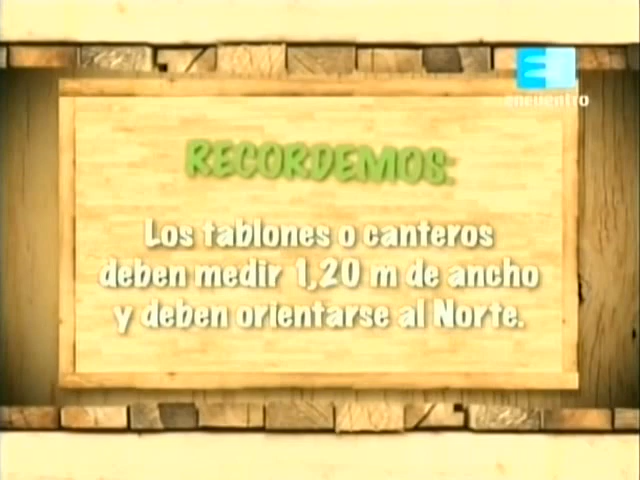 encuentro
RECORDEMOS:
Los tablones o canteros
deben medir 1,20 m de ancho
y deben orientarse al Norte.